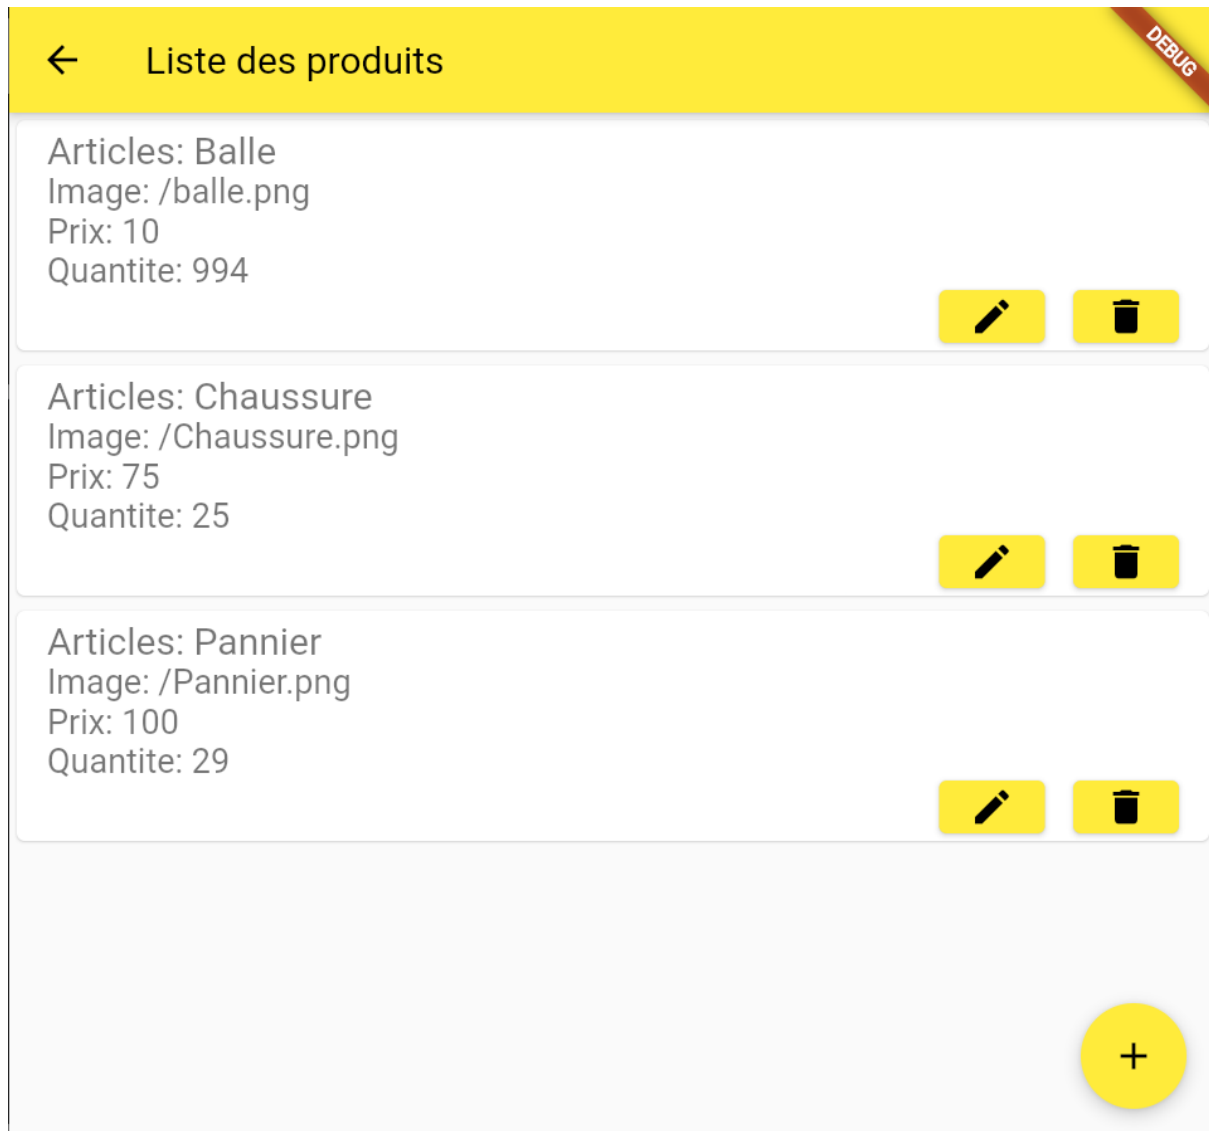 Liste des produits
DEBUG
Articles: Balle
Image: /balle.png
Prix: 10
Quantite: 994
Articles: Chaussure
Image: /Chaussure.png
Prix: 75
Quantite: 25
Articles: Pannier
Image: /Pannier.png
Prix: 100
Quantite: 29